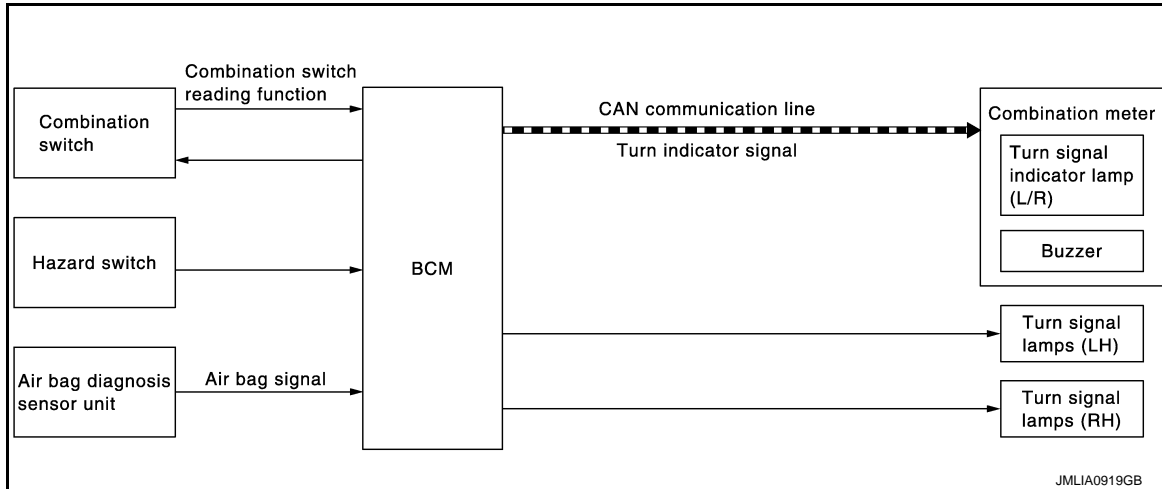 Combination switch
reading function
Combination
switch
Hazard switch
Air bag diagnosis
sensor unit
Air bag signal
BCM
CAN communication line
Turn indicator signal
Combination meter
Turn signal
indicator lamp
(L/R)
Buzzer
Turn signal
lamps (LH)
Turn signal
lamps (RH)
JMLIA0919GB